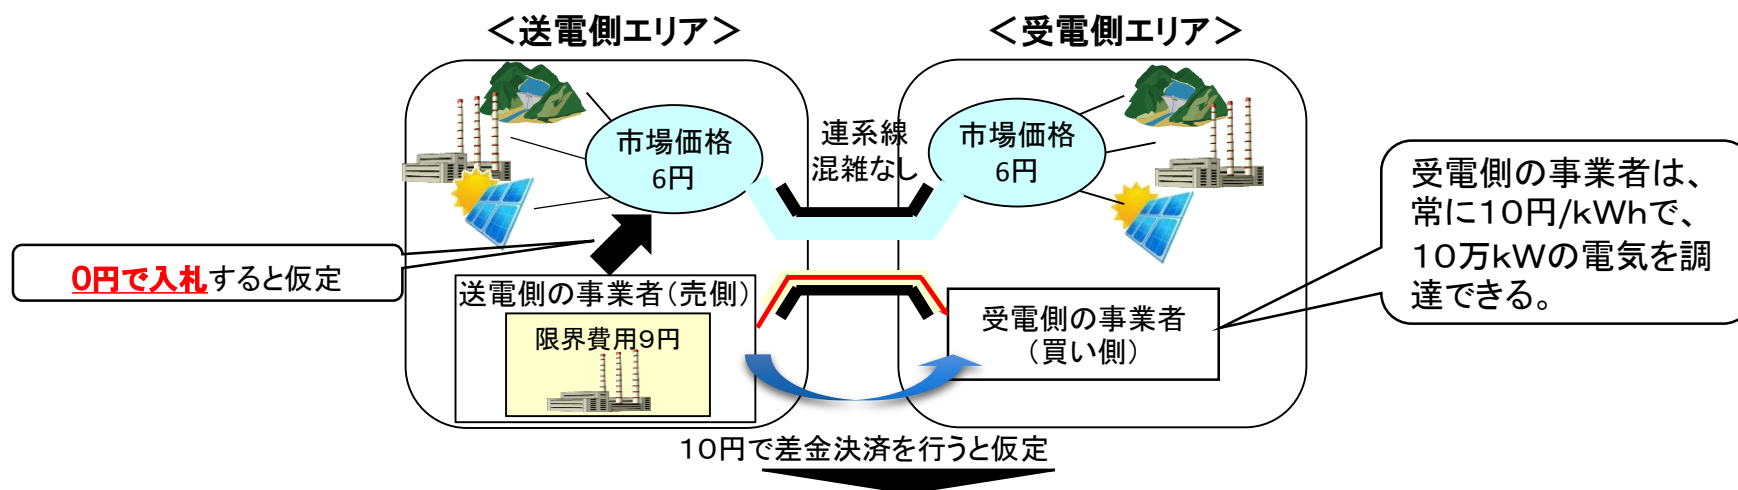 ＜送電側エリア＞
＜受電側エリア＞
市場価格
6円
連系線
混雑なし
市場価格
6円
受電側の事業者は、
常に10円/kWhで、
10万kWの電気を調
達できる。
0円で入札すると仮定
送電側の事業者（売側）
限界費用9円
受電側の事業者
（買い側）
10円で差金決済を行うと仮定